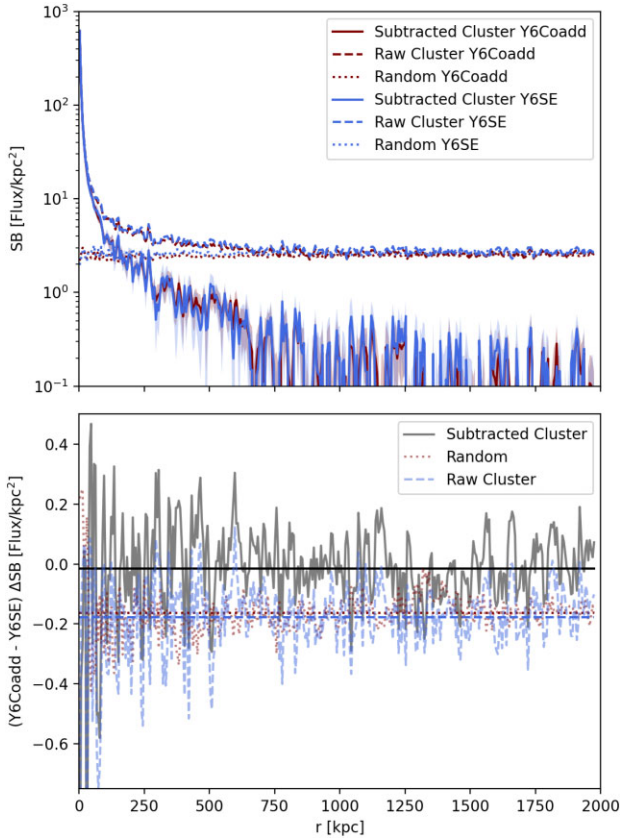 10³
10²
10¹
10⁰
10⁻¹
SB [Flux/kpc²]
Subtracted Cluster Y6Coadd
Raw Cluster Y6Coadd
Random Y6Coadd
Subtracted Cluster Y6SE
Raw Cluster Y6SE
Random Y6SE
0.4
0.2
0.0
−0.2
−0.4
−0.6
(Y6Coadd - Y6SE) ΔSB [Flux/kpc²]
Subtracted Cluster
Random
Raw Cluster
0 250 500 750 1000 1250 1500 1750 2000
r [kpc]